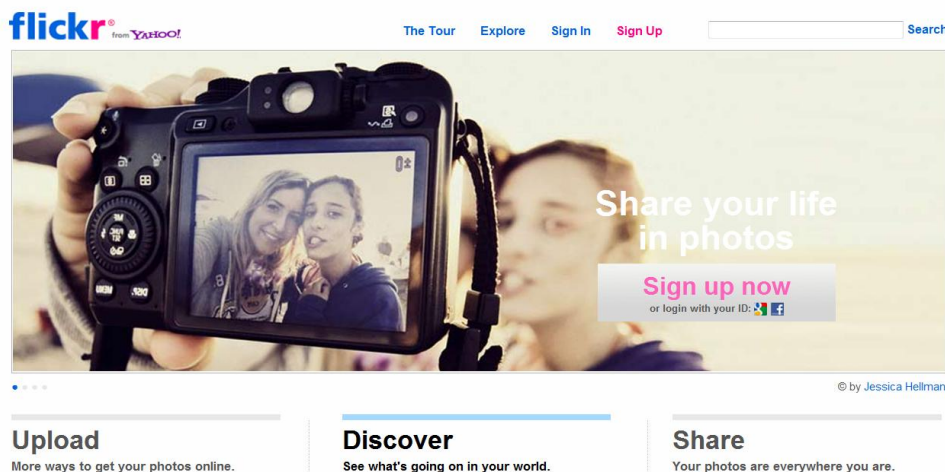 flickr® from YAHOO!
The Tour Explore Sign In Sign Up Search
Share your life
in photos
Sign up now
or login with your ID:
© by Jessica Hellman
Upload Discover Share
More ways to get your photos online. See what's going on in your world. Your photos are everywhere you are.